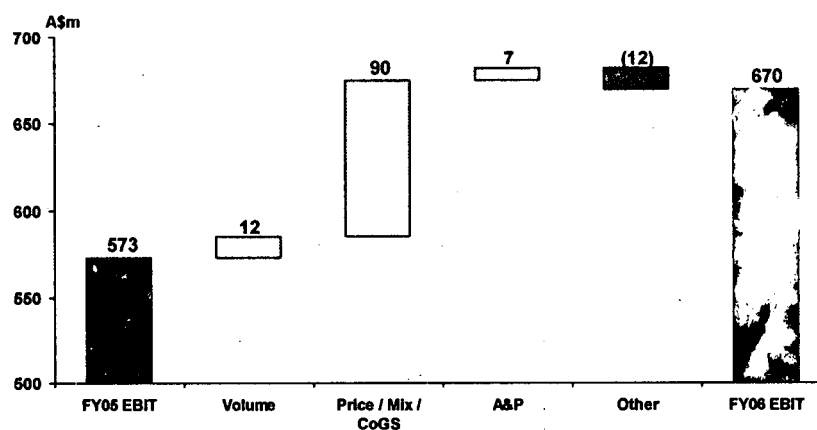 A$m
700
650
600
550
500
573
12
90
7
(12)
670
FY05 EBIT
Volume
Price / Mix /
CoGS
A&P
Other
FY06 EBIT